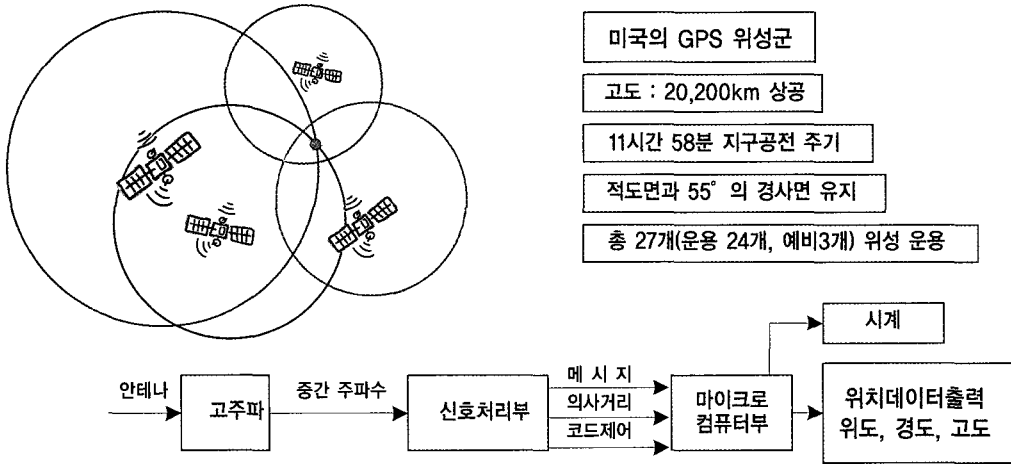 미국의 GPS 위성군
고도 : 20,200km 상공
11시간 58분 지구공전 주기
적도면과 55° 의 경사면 유지
총 27개(운용 24개, 예비3개) 위성 운용
시계
안테나
고주파
중간 주파수
신호처리부
메 시 지
의사거리
코드제어
마이크로
컴퓨터부
위치데이터출력
위도, 경도, 고도